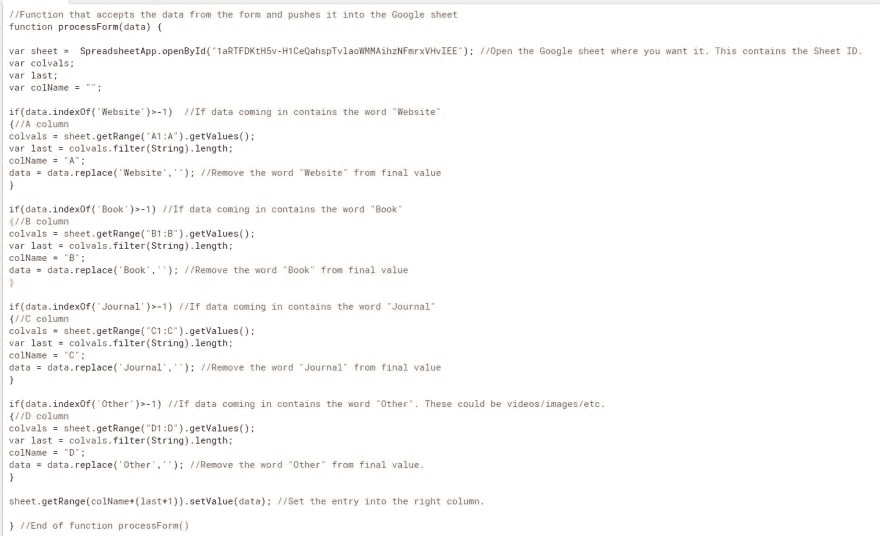 //Function that accepts the data from the form and pushes it into the Google sheet
function processForm(data) {
var sheet =  SpreadsheetApp.openById("1aRTFDKtH5v-H1CeQahspTvlaoWMMAihzNFmrxVHvIEE"); //Open the Google sheet where you want it. This contains the Sheet ID.
var colvals;
var last;
var colName = "";
if(data.indexOf('Website')>-1)  //If data coming in contains the word "Website"
{//A column
colvals = sheet.getRange("A1:A").getValues();
var last = colvals.filter(String).length;
colName = "A";
data = data.replace('Website',''); //Remove the word "Website" from final value
}
if(data.indexOf('Book')>-1) //If data coming in contains the word "Book"
{//B column
colvals = sheet.getRange("B1:B").getValues();
var last = colvals.filter(String).length;
colName = "B";
data = data.replace('Book',''); //Remove the word "Book" from final value
}
if(data.indexOf('Journal')>-1) //If data coming in contains the word "Journal"
{//C column
colvals = sheet.getRange("C1:C").getValues();
var last = colvals.filter(String).length;
colName = "C";
data = data.replace('Journal',''); //Remove the word "Journal" from final value
}
if(data.indexOf('Other')>-1) //If data coming in contains the word "Other". These could be videos/images/etc.
{//D column
colvals = sheet.getRange("D1:D").getValues();
var last = colvals.filter(String).length;
colName = "D";
data = data.replace('Other',''); //Remove the word "Other" from final value.
}
sheet.getRange(colName+(last+1)).setValue(data); //Set the entry into the right column.
} //End of function processForm()